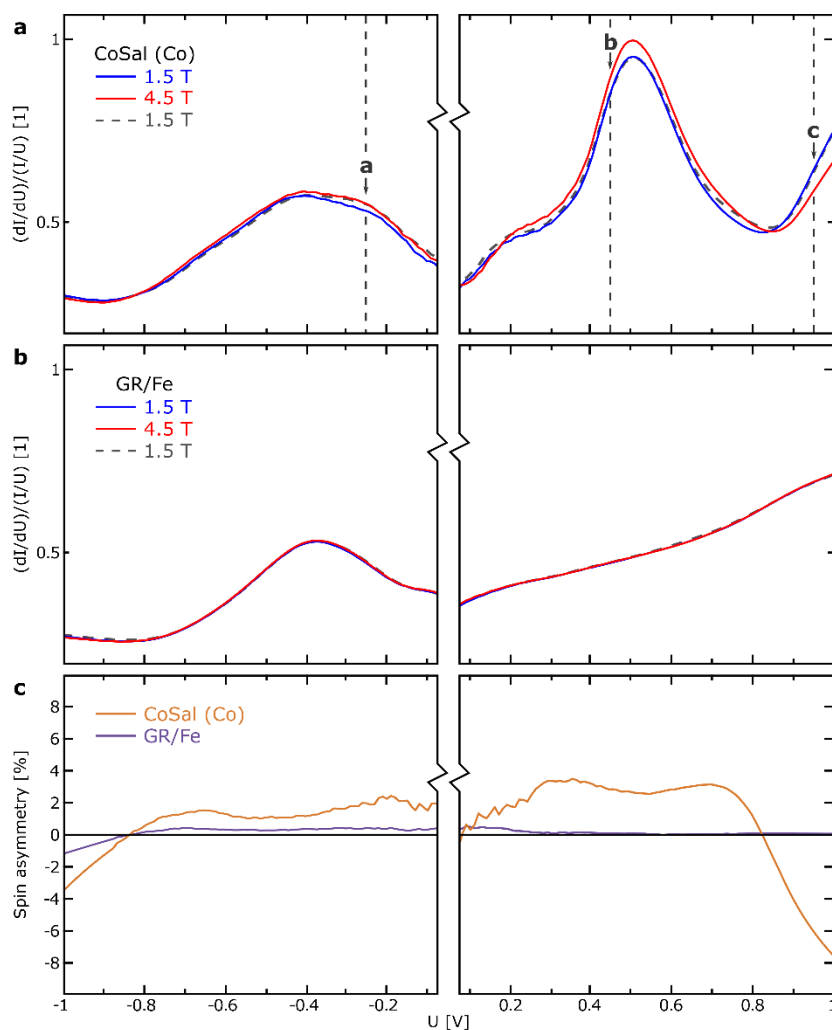 a
(dI/dU)/(I/U) [1]
1
0.5
CoSal (Co)
1.5 T
4.5 T
1.5 T
a
b
c
b
(dI/dU)/(I/U) [1]
1
0.5
GR/Fe
1.5 T
4.5 T
1.5 T
c
Spin asymmetry [%]
8
6
4
2
0
-2
-4
-6
-8
CoSal (Co)
GR/Fe
-1 -0.8 -0.6 -0.4 -0.2 0.2 0.4 0.6 0.8 1
U [V]